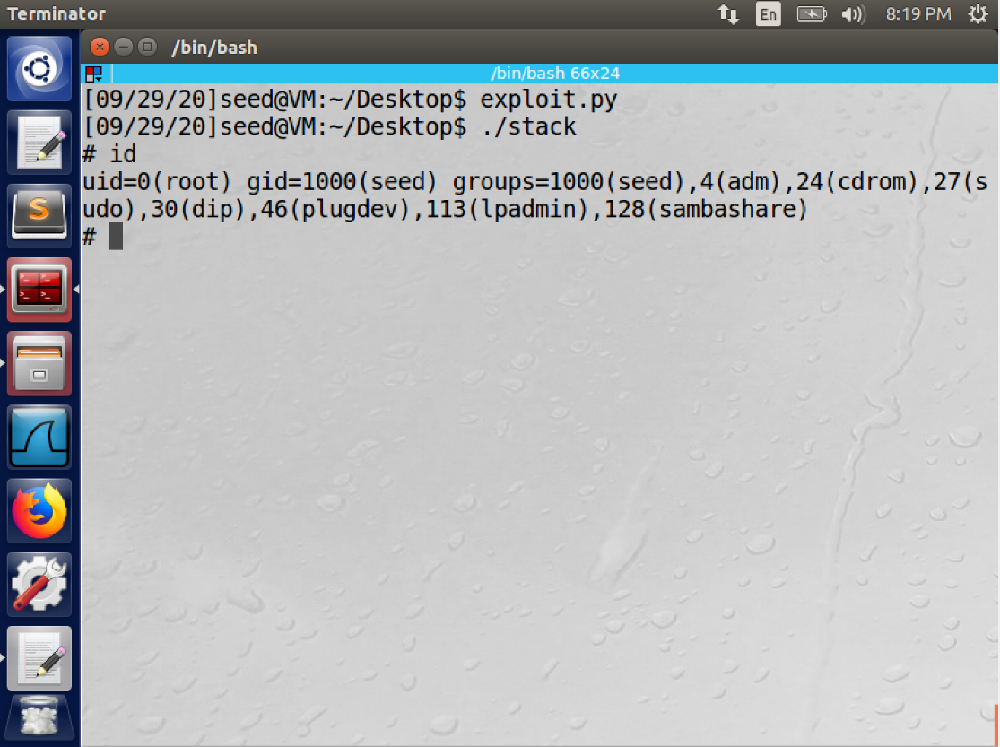 Terminator
En
8:19 PM
/bin/bash
/bin/bash 66x24
[09/29/20]seed@VM:~/Desktop$ exploit.py
[09/29/20]seed@VM:~/Desktop$ ./stack
# id
uid=0(root) gid=1000(seed) groups=1000(seed),4(adm),24(cdrom),27(s
udo),30(dip),46(plugdev),113(lpadmin),128(sambashare)
#
S